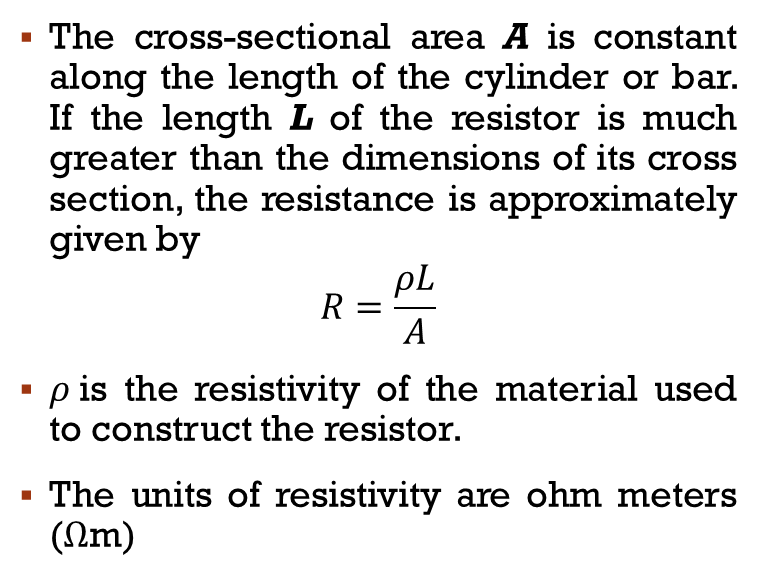 ▪ The cross-sectional area A is constant
along the length of the cylinder or bar.
If the length L of the resistor is much
greater than the dimensions of its cross
section, the resistance is approximately
given by
R = ρL/A
▪ ρ is the resistivity of the material used
to construct the resistor.
▪ The units of resistivity are ohm meters
(Ωm)